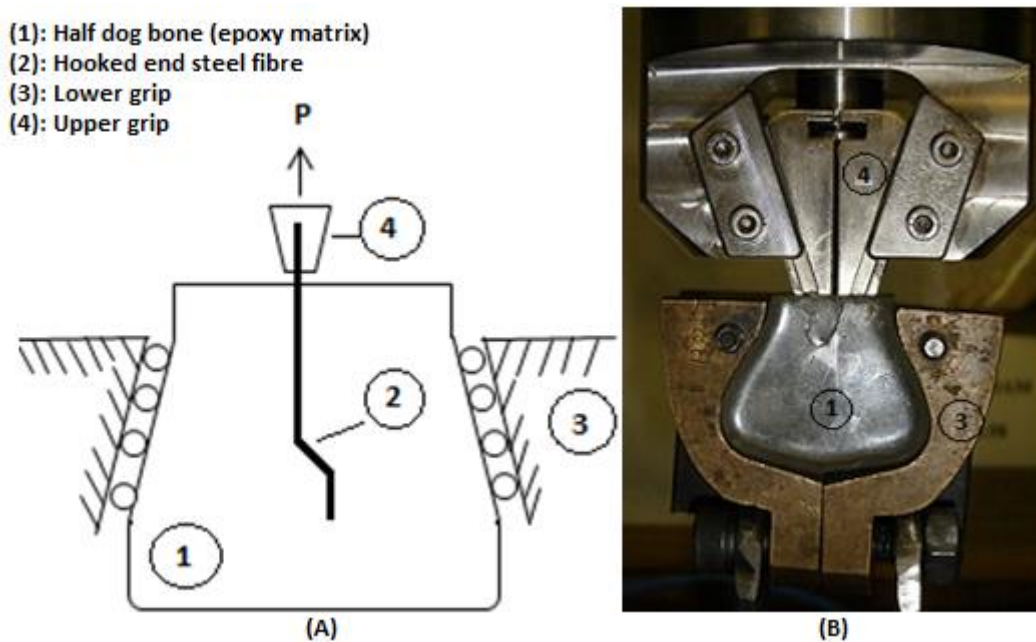 (1): Half dog bone (epoxy matrix)
(2): Hooked end steel fibre
(3): Lower grip
(4): Upper grip
P
4
2
3
1
(A)
4
1
3
(B)